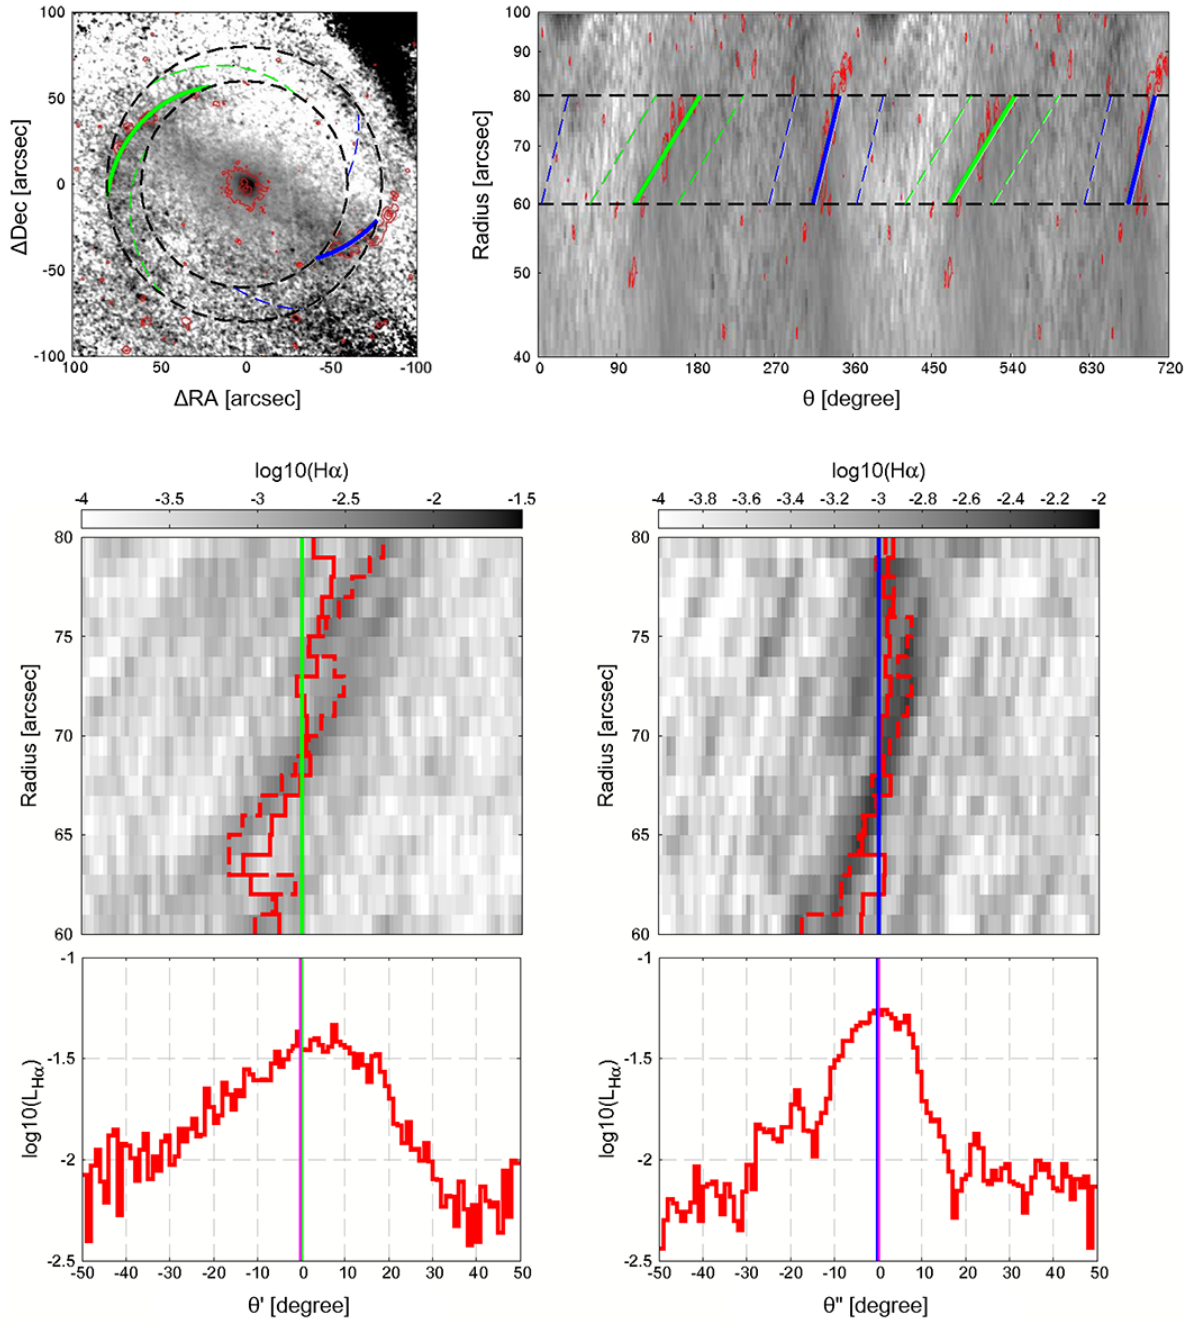 100
50
0
-50
-100
100 50 0 -50 -100
ΔDec [arcsec]
ΔRA [arcsec]
100
90
80
70
60
50
40
0 90 180 270 360 450 540 630 720
Radius [arcsec]
θ [degree]
log10(Hα)
-4 -3.5 -3 -2.5 -2 -1.5
80
75
70
65
60
Radius [arcsec]
log10(Hα)
-4 -3.8 -3.6 -3.4 -3.2 -3 -2.8 -2.6 -2.4 -2.2 -2
80
75
70
65
60
Radius [arcsec]
-1
-1.5
-2
-2.5
log10(LHα)
-50 -40 -30 -20 -10 0 10 20 30 40 50
θ' [degree]
-1
-1.5
-2
-2.5
log10(LHα)
-50 -40 -30 -20 -10 0 10 20 30 40 50
θ" [degree]